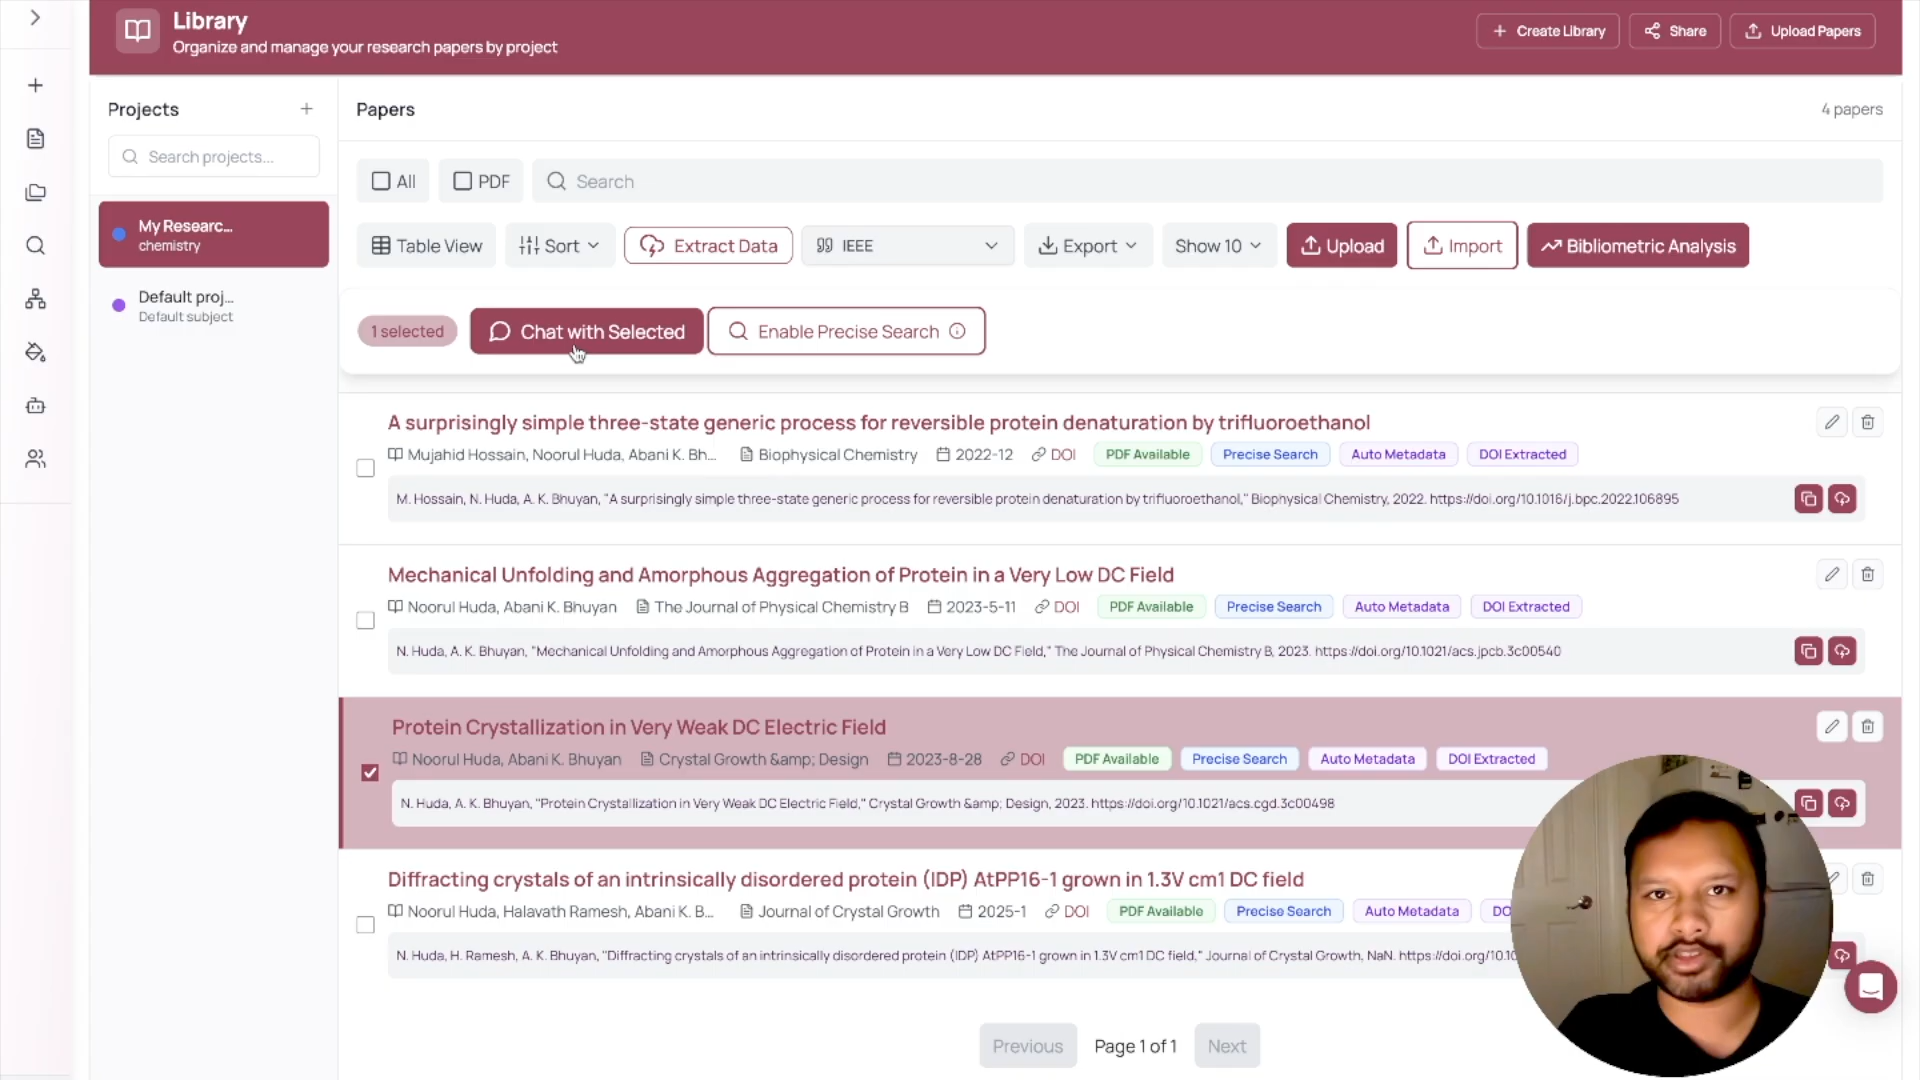 Library
Organize and manage your research papers by project
Create Library
Share
Upload Papers
Projects
Search projects...
My Researc...
chemistry
Default proj...
Default subject
Papers
4 papers
All
PDF
Search
Table View
Sort
Extract Data
IEEE
Export
Show 10
Upload
Import
Bibliometric Analysis
1 selected
Chat with Selected
Enable Precise Search
A surprisingly simple three-state generic process for reversible protein denaturation by trifluoroethanol
Mujahid Hossain, Noorul Huda, Abani K. Bh... Biophysical Chemistry 2022-12 DOI PDF Available Precise Search Auto Metadata DOI Extracted
M. Hossain, N. Huda, A. K. Bhuyan, "A surprisingly simple three-state generic process for reversible protein denaturation by trifluoroethanol," Biophysical Chemistry, 2022. https://doi.org/10.1016/j.bpc.2022.106895
Mechanical Unfolding and Amorphous Aggregation of Protein in a Very Low DC Field
Noorul Huda, Abani K. Bhuyan The Journal of Physical Chemistry B 2023-5-11 DOI PDF Available Precise Search Auto Metadata DOI Extracted
N. Huda, A. K. Bhuyan, "Mechanical Unfolding and Amorphous Aggregation of Protein in a Very Low DC Field," The Journal of Physical Chemistry B, 2023. https://doi.org/10.1021/acs.jpcb.3c00540
Protein Crystallization in Very Weak DC Electric Field
Noorul Huda, Abani K. Bhuyan Crystal Growth &amp; Design 2023-8-28 DOI PDF Available Precise Search Auto Metadata DOI Extracted
N. Huda, A. K. Bhuyan, "Protein Crystallization in Very Weak DC Electric Field," Crystal Growth &amp; Design, 2023. https://doi.org/10.1021/acs.cgd.3c00498
Diffracting crystals of an intrinsically disordered protein (IDP) AtPP16-1 grown in 1.3V cm1 DC field
Noorul Huda, Halavath Ramesh, Abani K. B... Journal of Crystal Growth 2025-1 DOI PDF Available Precise Search Auto Metadata DO
N. Huda, H. Ramesh, A. K. Bhuyan, "Diffracting crystals of an intrinsically disordered protein (IDP) AtPP16-1 grown in 1.3V cm1 DC field," Journal of Crystal Growth, NaN. https://doi.org/10.10
Previous
Page 1 of 1
Next